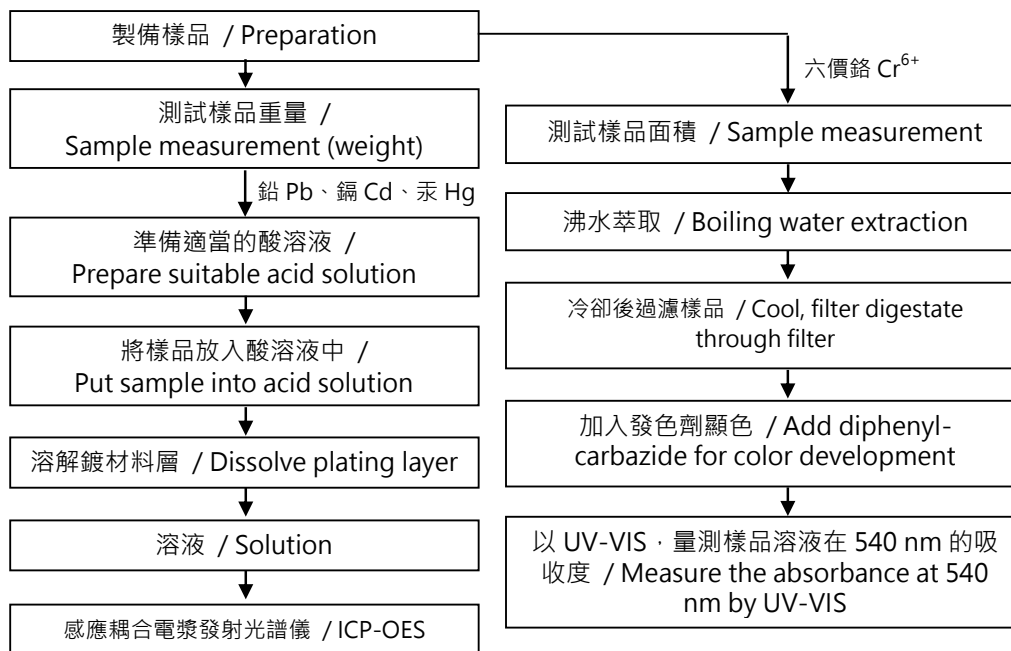 製備樣品 / Preparation
測試樣品重量 /
Sample measurement (weight)
鉛 Pb、鎘 Cd、汞 Hg
準備適當的酸溶液 /
Prepare suitable acid solution
將樣品放入酸溶液中 /
Put sample into acid solution
溶解鍍材料層 / Dissolve plating layer
溶液 / Solution
感應耦合電漿發射光譜儀 / ICP-OES
六價鉻 Cr⁶⁺
測試樣品面積 / Sample measurement
沸水萃取 / Boiling water extraction
冷卻後過濾樣品 / Cool, filter digestate
through filter
加入發色劑顯色 / Add diphenyl-
carbazide for color development
以 UV-VIS，量測樣品溶液在 540 nm 的吸
收度 / Measure the absorbance at 540
nm by UV-VIS